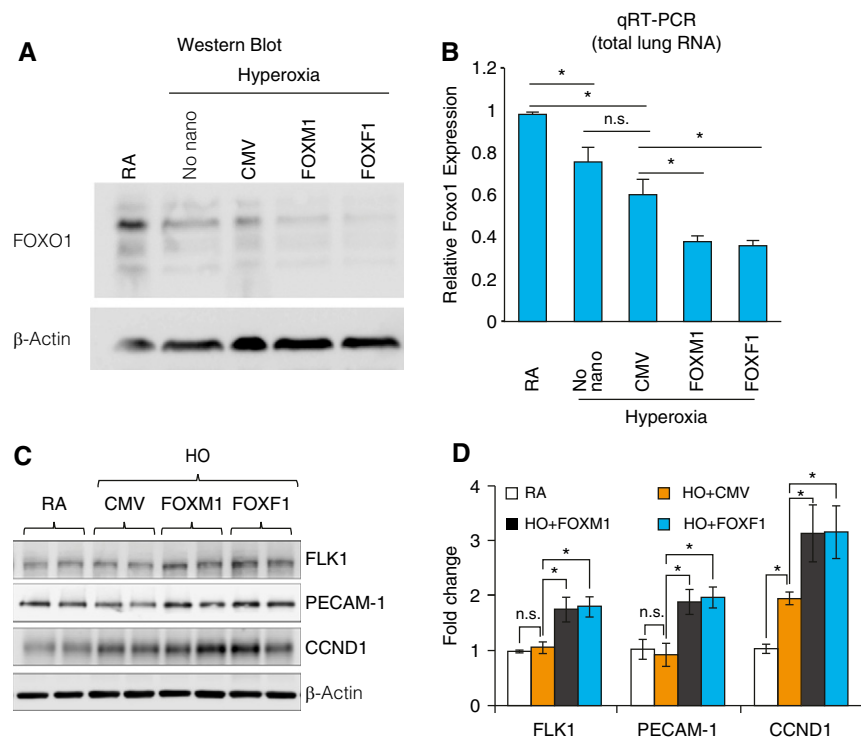 A
Western Blot
Hyperoxia
RA
No nano
CMV
FOXM1
FOXF1
FOXO1
β-Actin
B
qRT-PCR
(total lung RNA)
Relative Foxo1 Expression
1.2
1
0.8
0.6
0.4
0.2
0
*
*
n.s.
*
*
RA
No
nano
CMV
FOXM1
FOXF1
Hyperoxia
C
HO
RA
CMV
FOXM1
FOXF1
FLK1
PECAM-1
CCND1
β-Actin
D
Fold change
4
3
2
1
0
RA
HO+CMV
HO+FOXM1
HO+FOXF1
n.s.
*
*
n.s.
*
*
*
*
*
FLK1
PECAM-1
CCND1